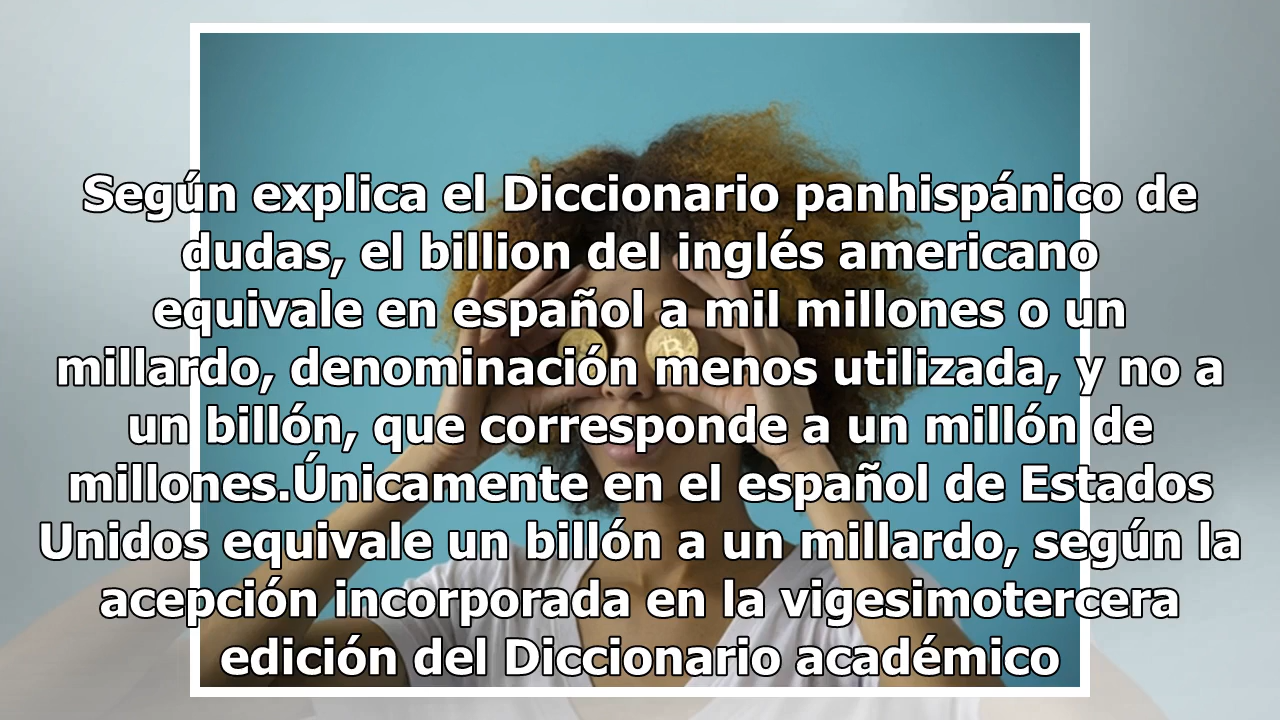 Según explica el Diccionario panhispánico de
dudas, el billion del inglés americano
equivale en español a mil millones o un
millardo, denominación menos utilizada, y no a
un billón, que corresponde a un millón de
millones.Únicamente en el español de Estados
Unidos equivale un billón a un millardo, según la
acepción incorporada en la vigesimotercera
edición del Diccionario académico